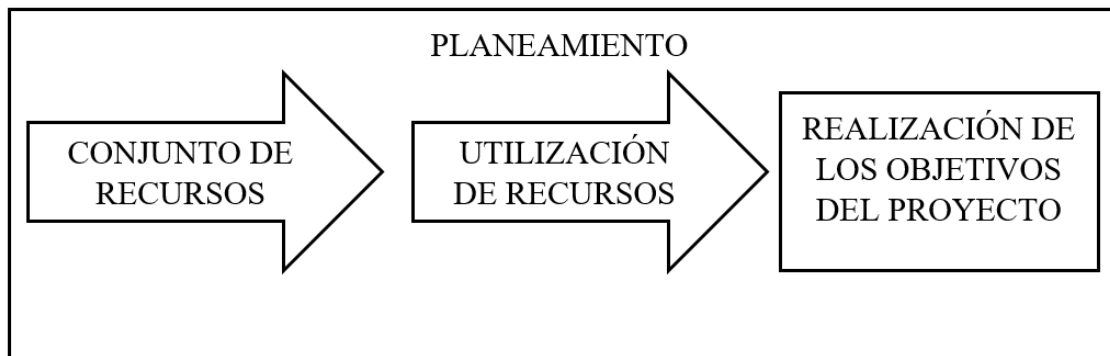 PLANEAMIENTO
CONJUNTO DE
RECURSOS
UTILIZACIÓN
DE RECURSOS
REALIZACIÓN DE
LOS OBJETIVOS
DEL PROYECTO